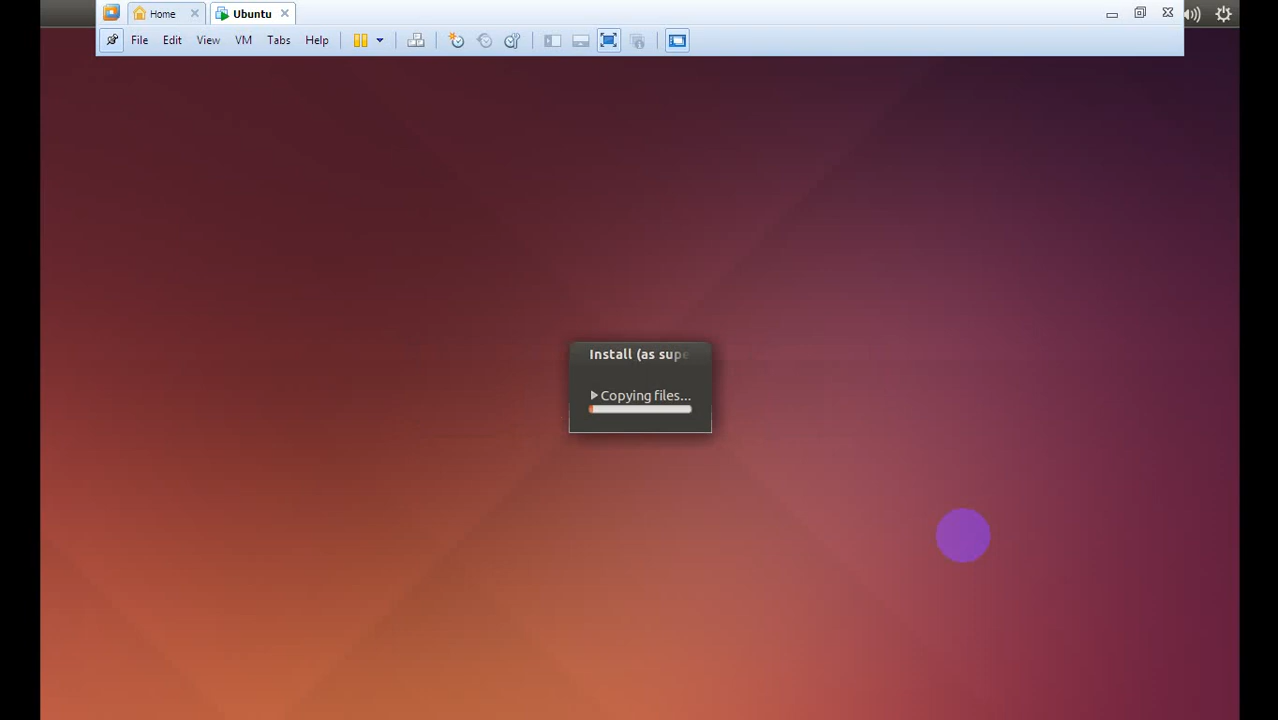 Home
Ubuntu
File Edit View VM Tabs Help
Install (as supe
Copying files...